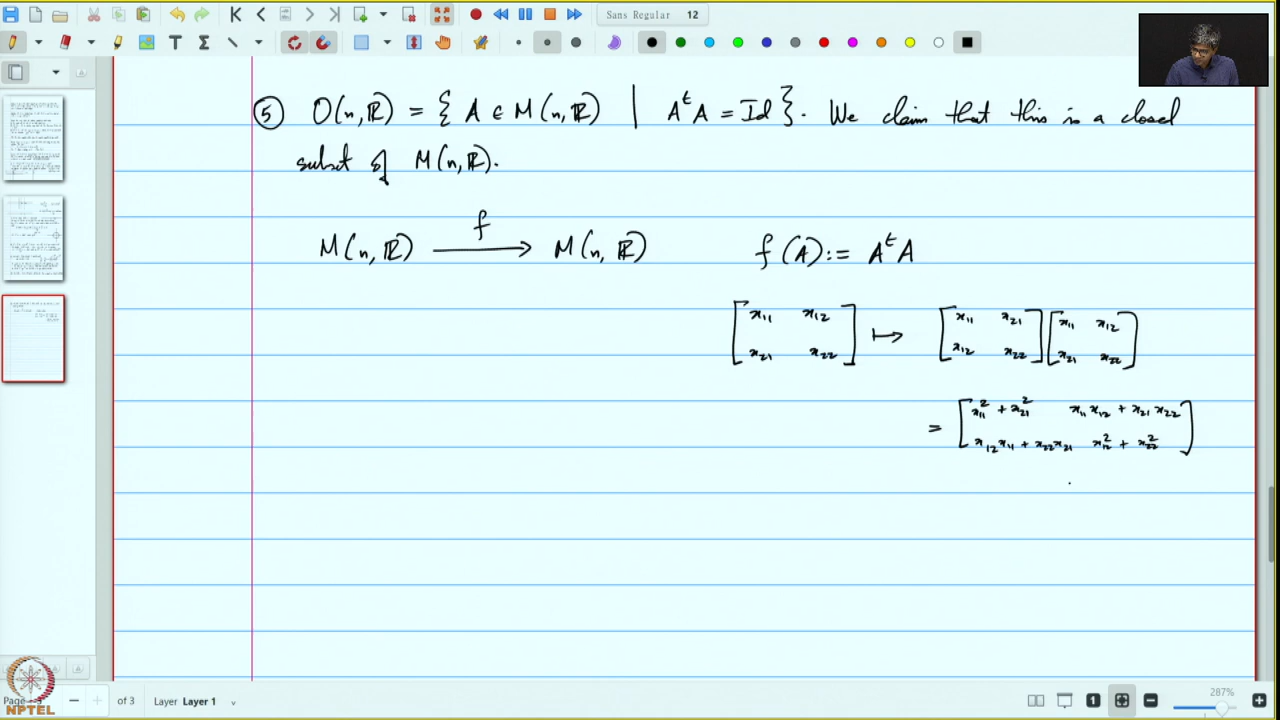 Sans Regular 12
⑤ O(n,ℝ) = { A ∈ M(n,ℝ) | AᵗA = Id }. We claim that this is a closed
subset of M(n,ℝ).
M(n,ℝ) —f→ M(n,ℝ) f(A) := AᵗA
[x₁₁ x₁₂; x₂₁ x₂₂] ↦ [x₁₁ x₂₁; x₁₂ x₂₂] [x₁₁ x₁₂; x₂₁ x₂₂]
= [x₁₁² + x₂₁² x₁₁x₁₂ + x₂₁x₂₂; x₁₂x₁₁ + x₂₂x₂₁ x₁₂² + x₂₂²]
NPTEL
of 3 Layer Layer 1
287%